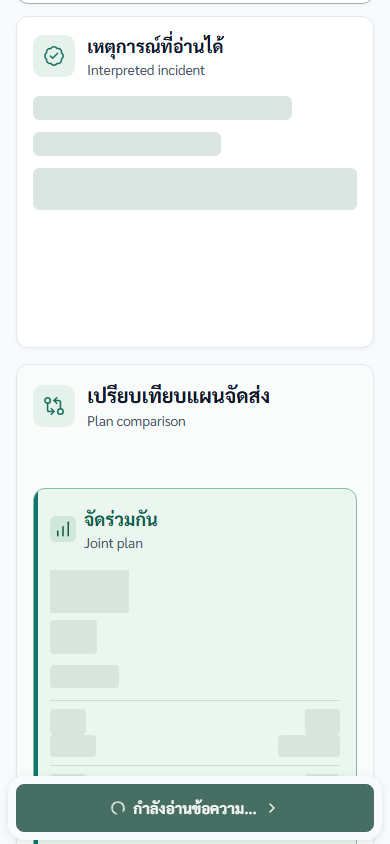 เหตุการณ์ที่อ่านได้
Interpreted incident
เปรียบเทียบแผนจัดส่ง
Plan comparison
จัดร่วมกัน
Joint plan
กำลังอ่านข้อความ...